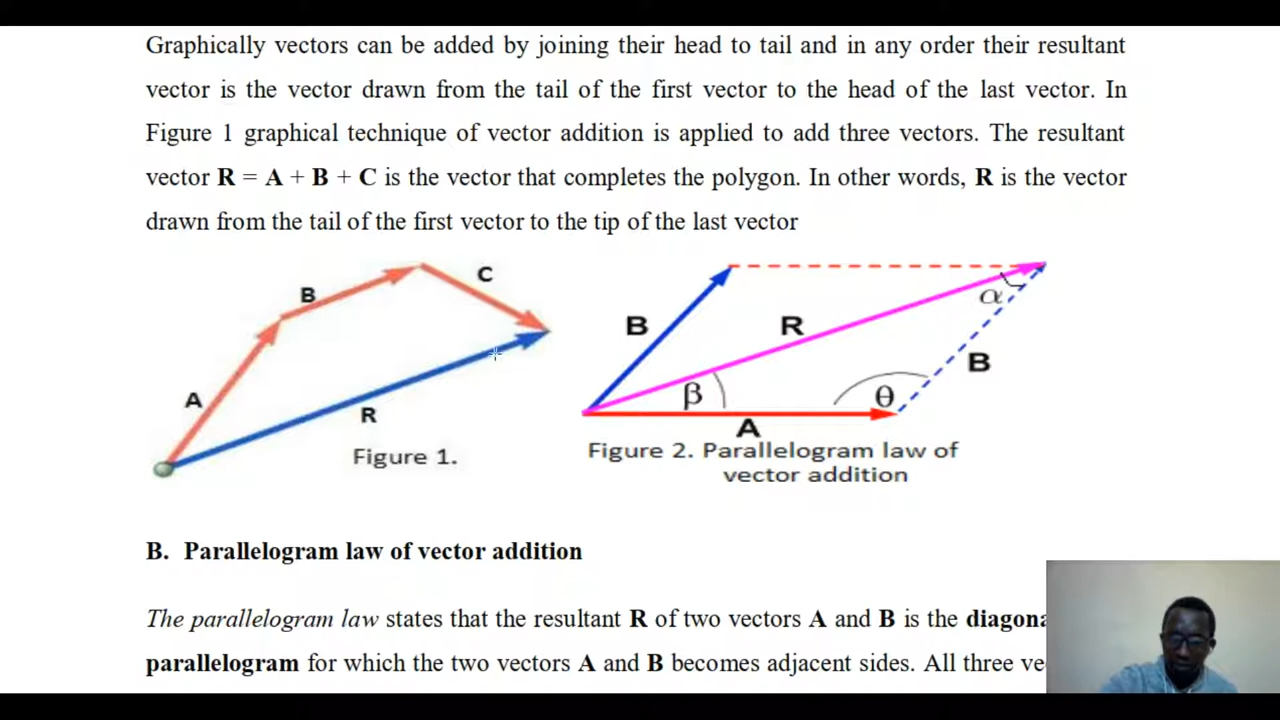 Graphically vectors can be added by joining their head to tail and in any order their resultant
vector is the vector drawn from the tail of the first vector to the head of the last vector. In
Figure 1 graphical technique of vector addition is applied to add three vectors. The resultant
vector R = A + B + C is the vector that completes the polygon. In other words, R is the vector
drawn from the tail of the first vector to the tip of the last vector
A
B
C
R
Figure 1.
B
R
α
B
β
θ
A
Figure 2. Parallelogram law of
vector addition
B. Parallelogram law of vector addition
The parallelogram law states that the resultant R of two vectors A and B is the
parallelogram for which the two vectors A and B becomes adjacent sides. All three